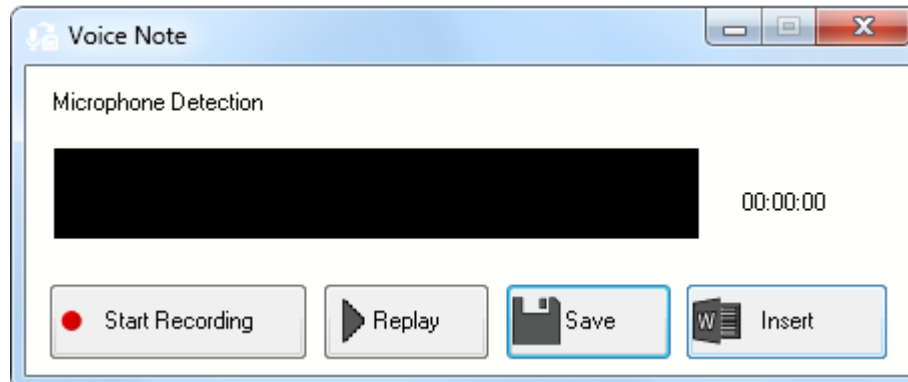 Voice Note
Microphone Detection
00:00:00
Start Recording
Replay
Save
W
Insert